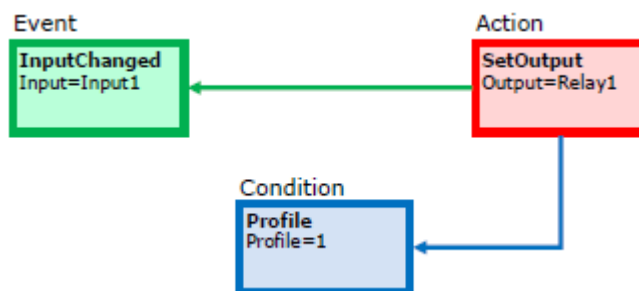 Event
InputChanged
Input=Input1
Action
SetOutput
Output=Relay1
Condition
Profile
Profile=1